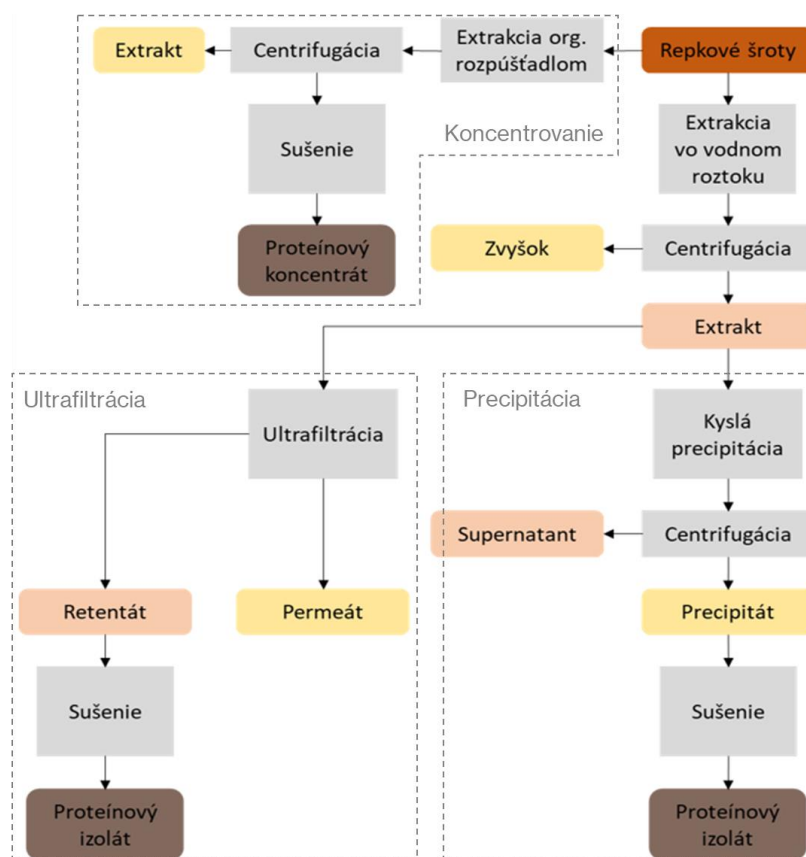 Extrakt
Centrifugácia
Extrakcia org.
rozpúšťadlom
Repkové šroty
Koncentrovanie
Extrakcia
vo vodnom
roztoku
Sušenie
Proteínový
koncentrát
Zvyšok
Centrifugácia
Extrakt
Ultrafiltrácia
Precipitácia
Ultrafiltrácia
Kyslá
precipitácia
Supernatant
Centrifugácia
Retentát
Permeát
Precipitát
Sušenie
Sušenie
Proteínový
izolát
Proteínový
izolát